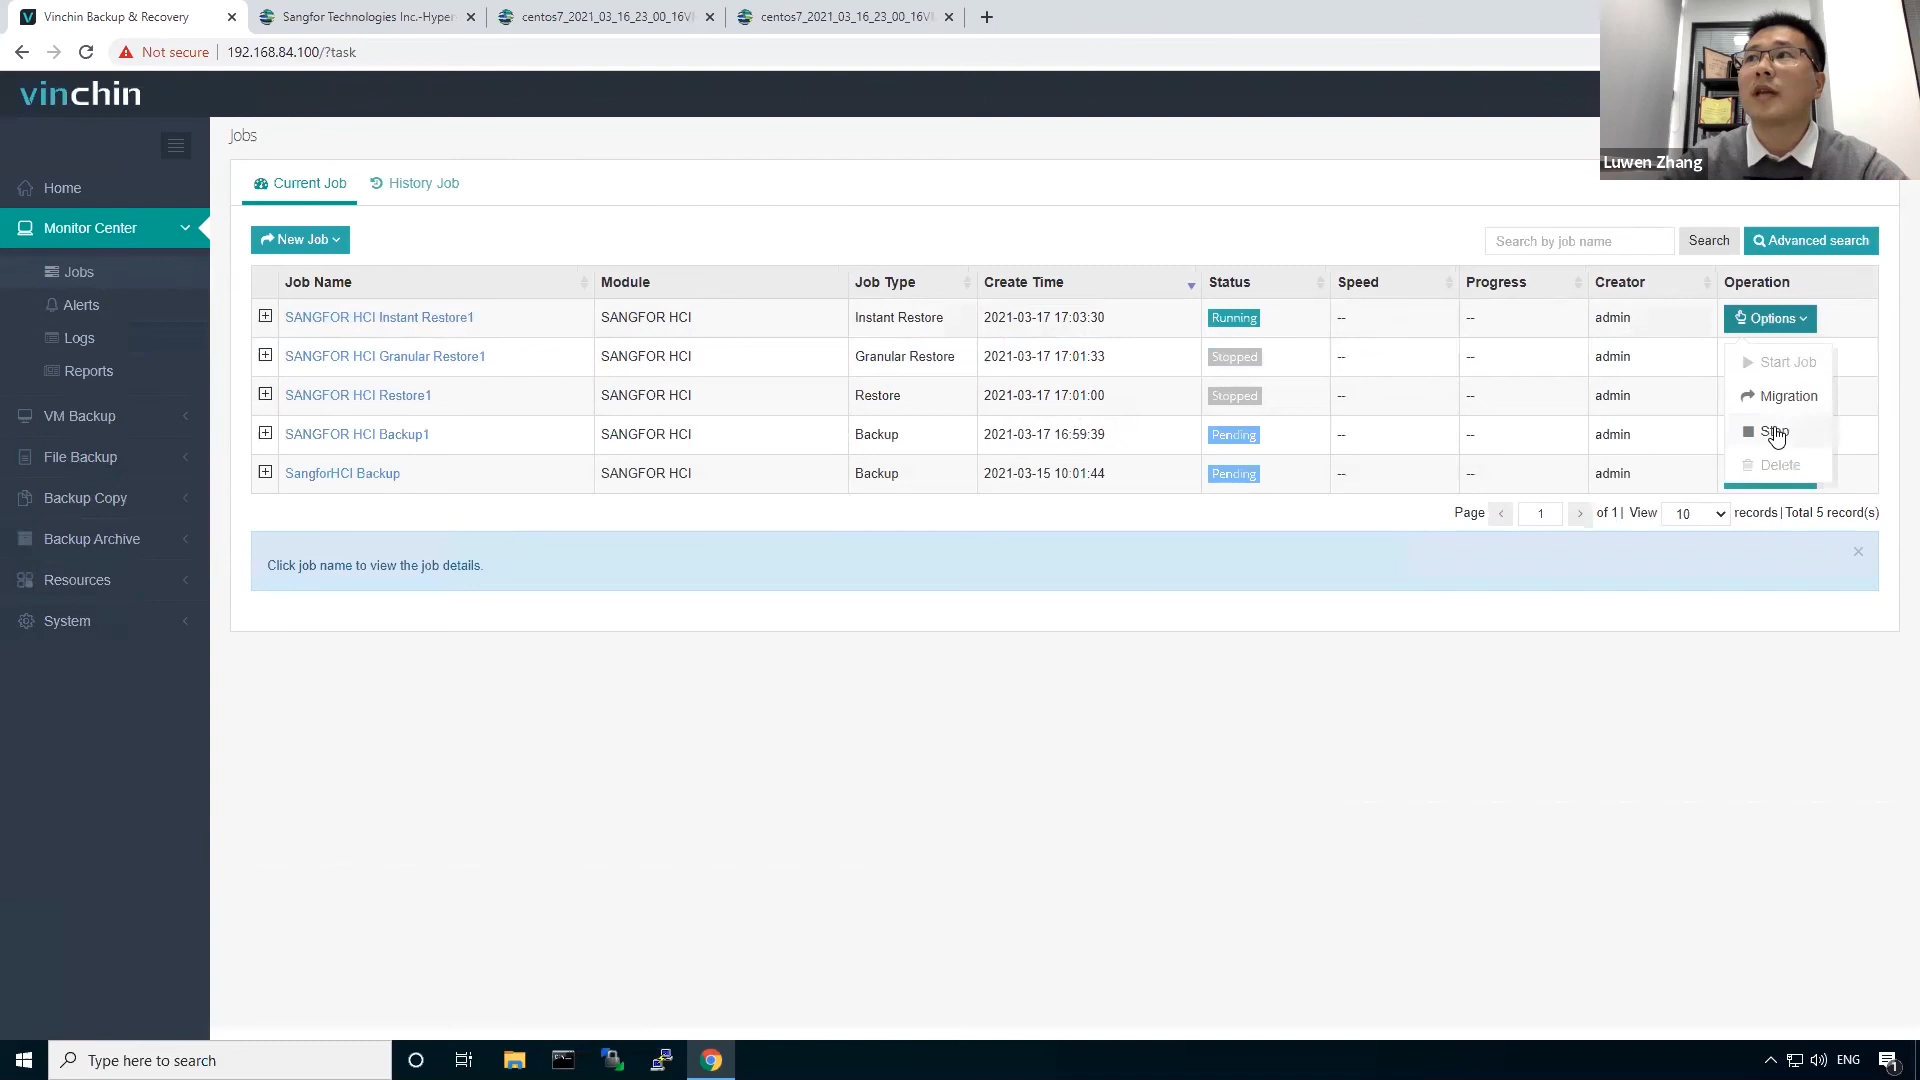 Vinchin Backup & Recovery
Sangfor Technologies Inc.-Hyper
centos7_2021_03_16_23_00_16VI
centos7_2021_03_16_23_00_16VI
Not secure
192.168.84.100/?task
vinchin
Luwen Zhang
Home
Monitor Center
Jobs
Alerts
Logs
Reports
VM Backup
File Backup
Backup Copy
Backup Archive
Resources
System
Jobs
Current Job
History Job
New Job
Search by job name
Search
Advanced search
Job Name Module Job Type Create Time Status Speed Progress Creator Operation
SANGFOR HCI Instant Restore1 SANGFOR HCI Instant Restore 2021-03-17 17:03:30 Running -- -- admin Options
SANGFOR HCI Granular Restore1 SANGFOR HCI Granular Restore 2021-03-17 17:01:33 Stopped -- -- admin
SANGFOR HCI Restore1 SANGFOR HCI Restore 2021-03-17 17:01:00 Stopped -- -- admin
SANGFOR HCI Backup1 SANGFOR HCI Backup 2021-03-17 16:59:39 Pending -- -- admin
SangforHCI Backup SANGFOR HCI Backup 2021-03-15 10:01:44 Pending -- -- admin
Start Job
Migration
Stop
Delete
Page 1 of 1 | View 10 records | Total 5 record(s)
Click job name to view the job details.
Type here to search
ENG
1